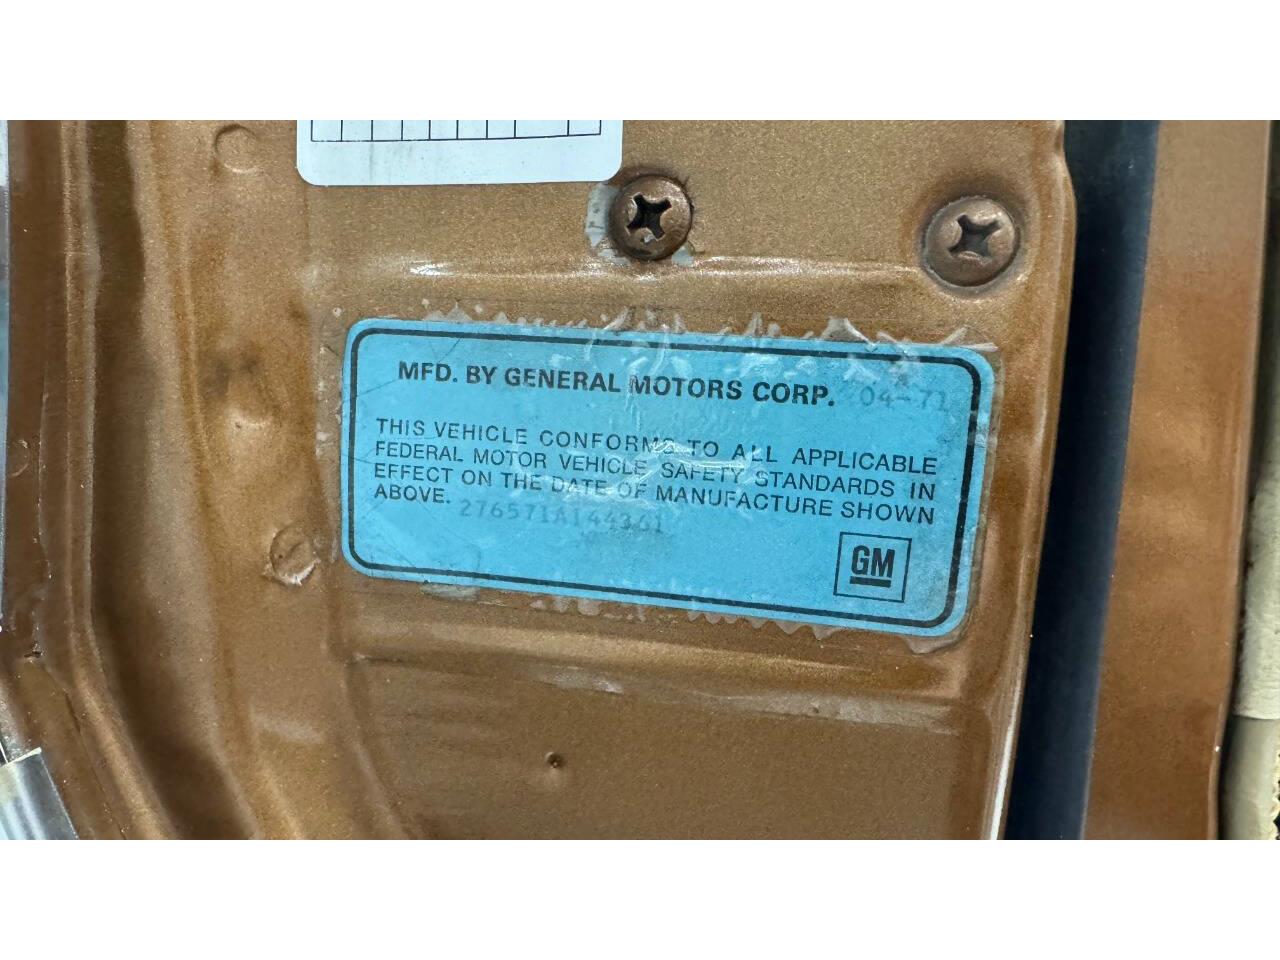 MFD. BY GENERAL MOTORS CORP. 04-71
THIS VEHICLE CONFORMS TO ALL APPLICABLE
FEDERAL MOTOR VEHICLE SAFETY STANDARDS IN
EFFECT ON THE DATE OF MANUFACTURE SHOWN
ABOVE. 276571A144361
GM